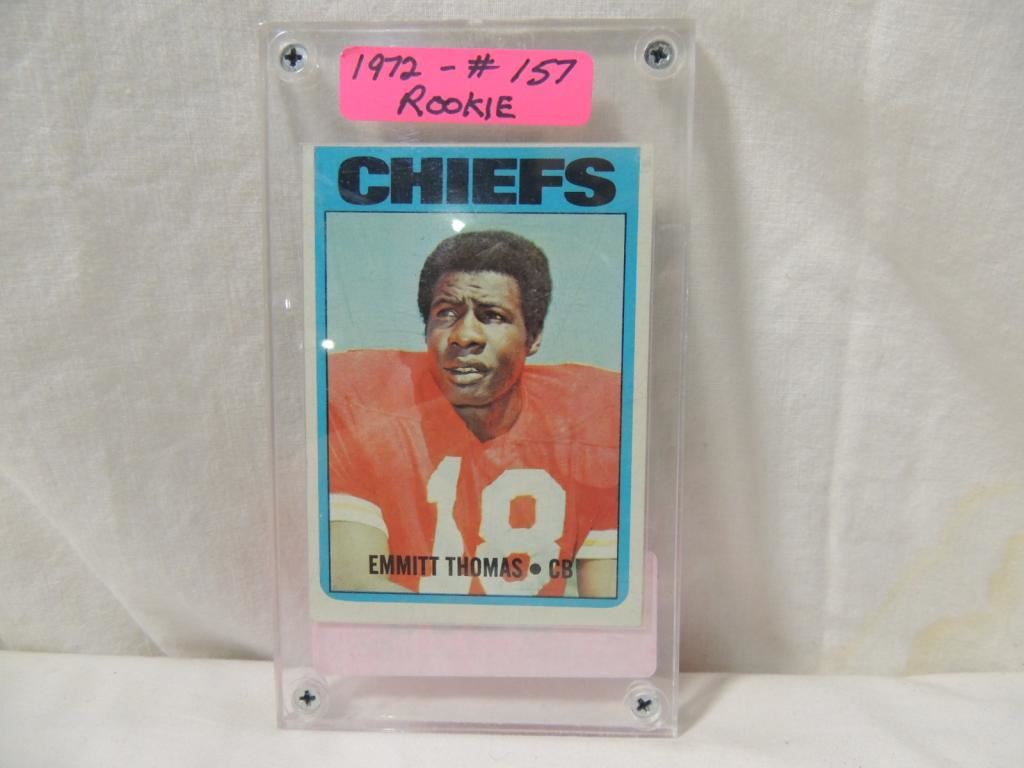 1972 - # 157
ROOKIE
CHIEFS
18
EMMITT THOMAS • CB